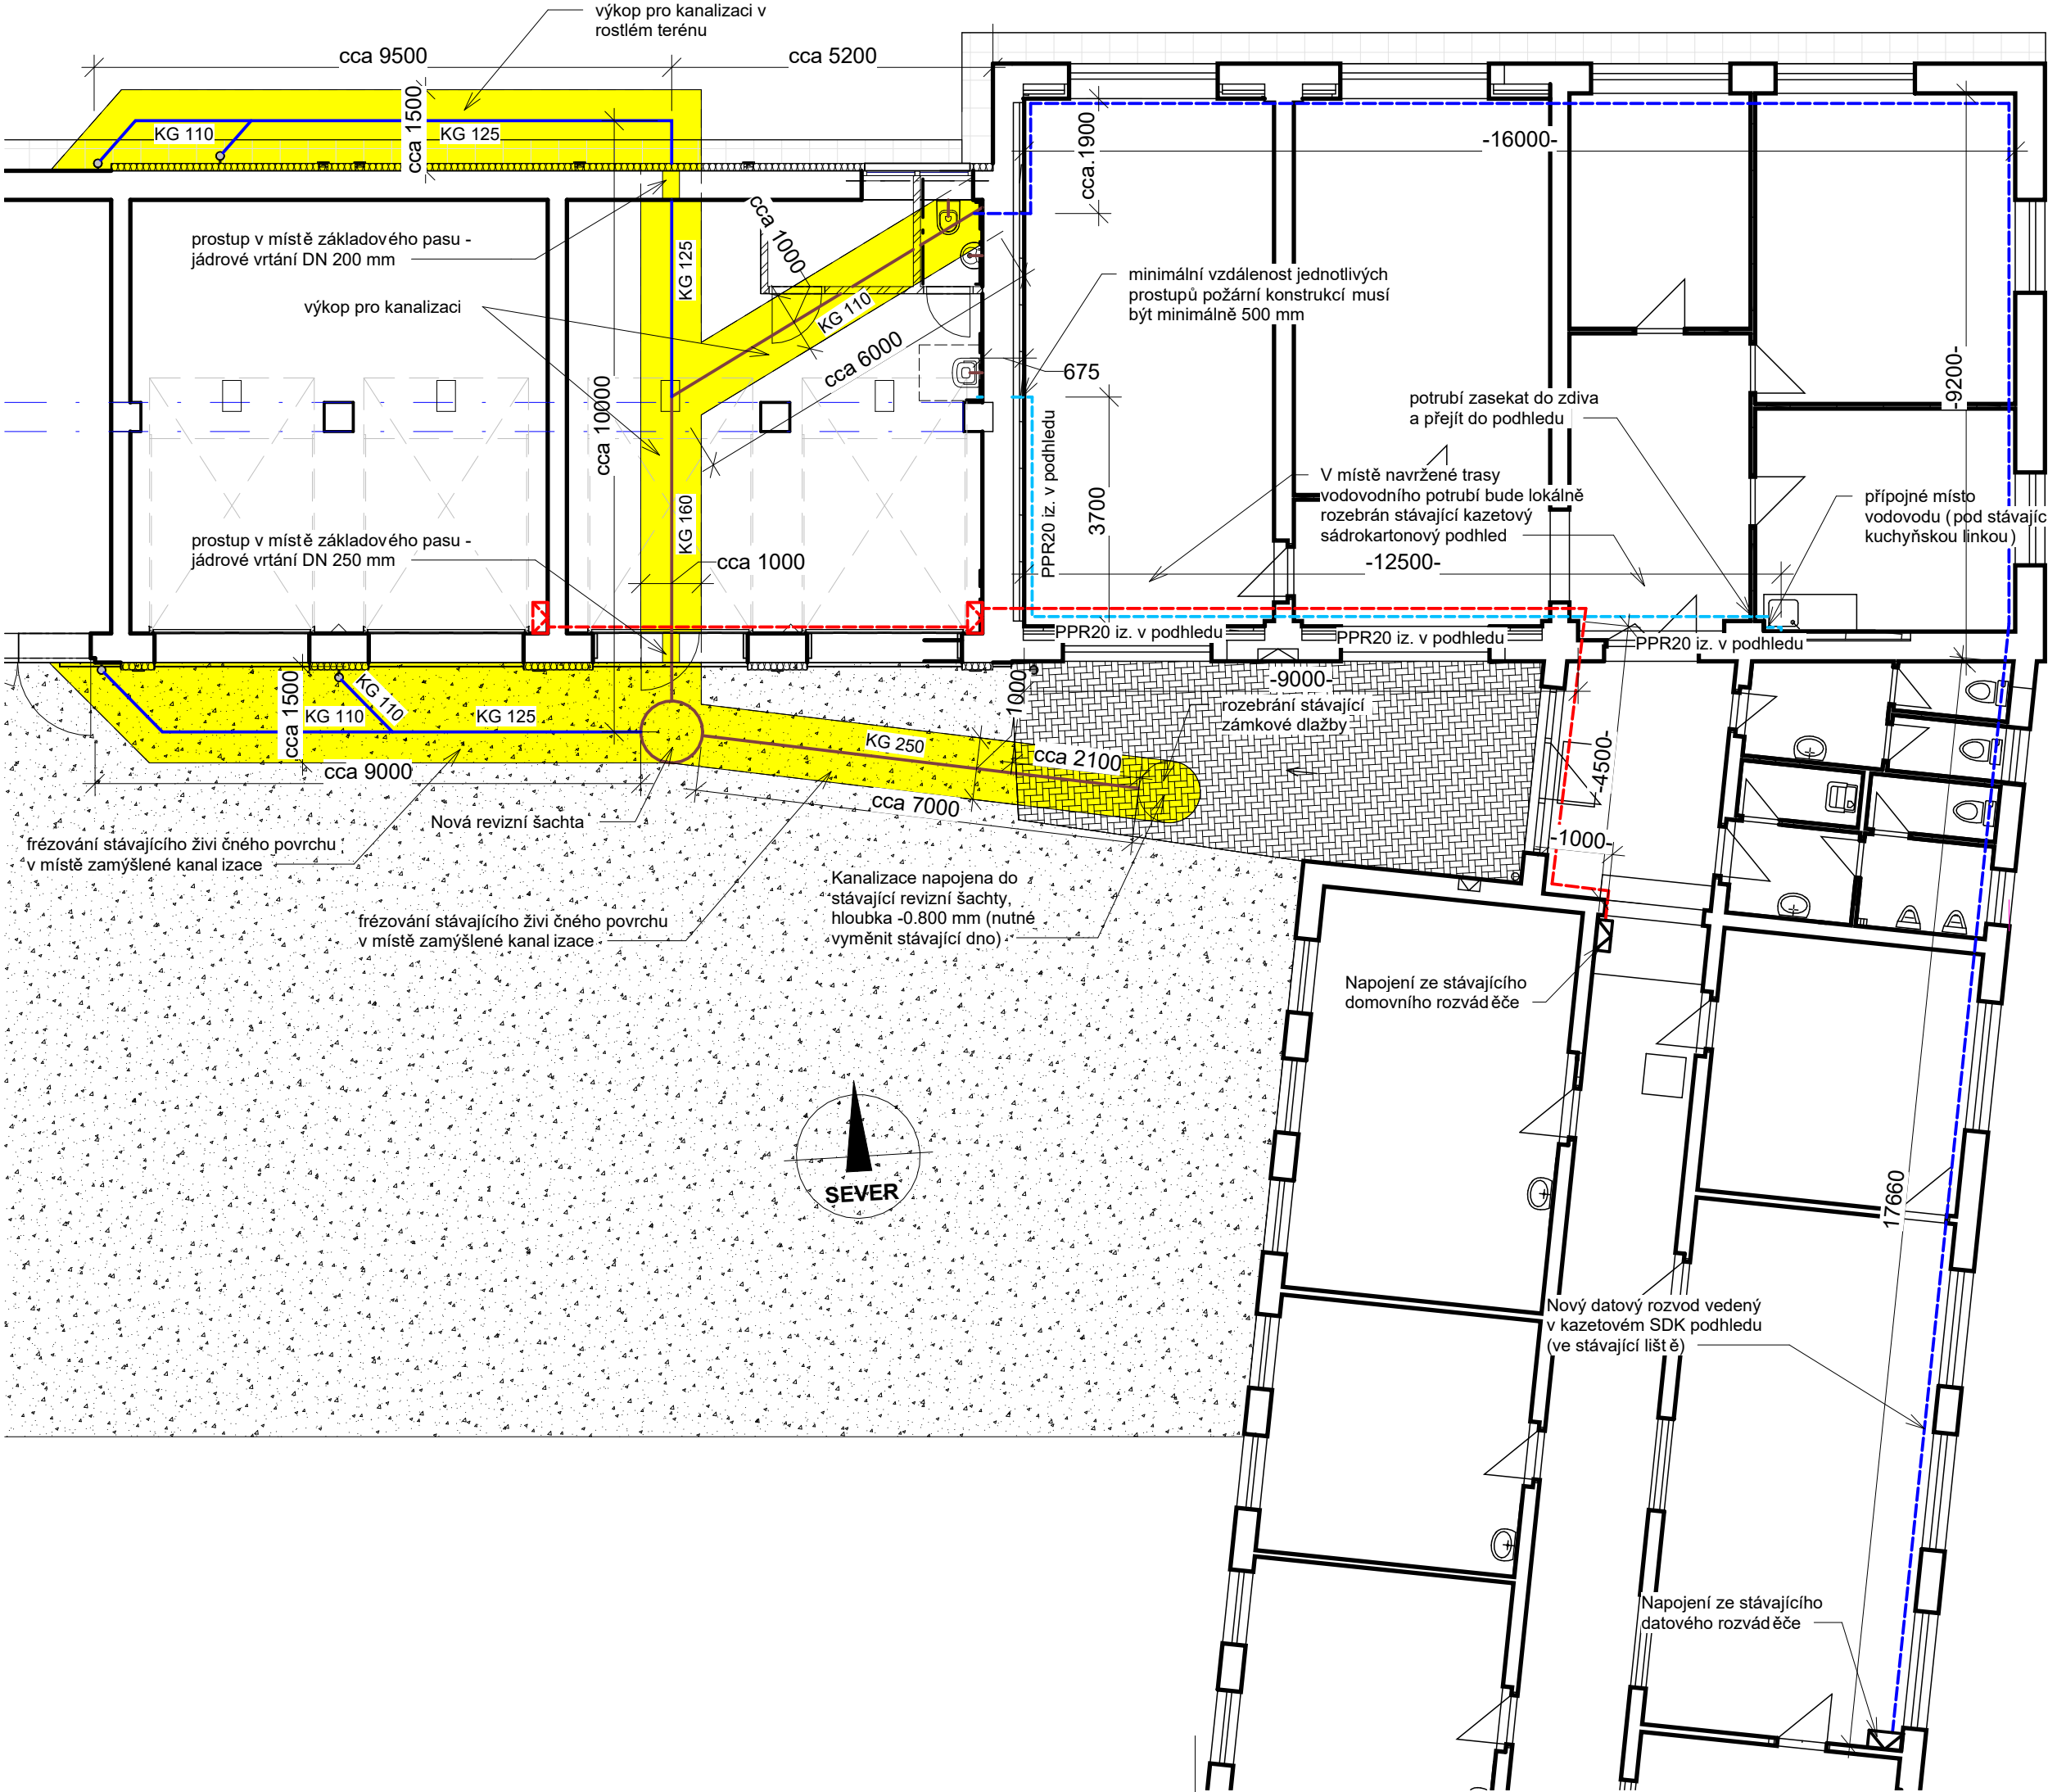 výkop pro kanalizaci v
rostlém terénu
cca 9500
cca 5200
KG 110
cca 1500
KG 125
cca.1900
-16000-
prostup v místě základového pasu -
jádrové vrtání DN 200 mm
cca 1000
KG 125
výkop pro kanalizaci
KG 110
cca 6000
minimální vzdálenost jednotlivých
prostupů požární konstrukcí musí
být minimálně 500 mm
675
-9200-
cca 10000
potrubí zasekat do zdiva
a přejít do podhledu
PPR20 iz. v podhledu
3700
V místě navržené trasy
vodovodního potrubí bude lokálně
rozebrán stávající kazetový
sádrokartonový podhled
přípojné místo
vodovodu (pod stávajíc
kuchyňskou linkou)
KG 160
prostup v místě základového pasu -
jádrové vrtání DN 250 mm
cca 1000
-12500-
PPR20 iz. v podhledu
PPR20 iz. v podhledu
PPR20 iz. v podhledu
cca 1500
KG 110
KG 110
KG 125
1000
-9000-
rozebrání stávající
zámkové dlažby
KG 250
cca 2100
-4500-
cca 9000
cca 7000
Nová revizní šachta
-1000-
frézování stávajícího živičného povrchu
v místě zamýšlené kanalizace
Kanalizace napojena do
stávající revizní šachty,
hloubka -0.800 mm (nutné
vyměnit stávající dno)
frézování stávajícího živičného povrchu
v místě zamýšlené kanalizace
Napojení ze stávajícího
domovního rozváděče
SEVER
17660
Nový datový rozvod vedený
v kazetovém SDK podhledu
(ve stávající liště)
Napojení ze stávajícího
datového rozváděče